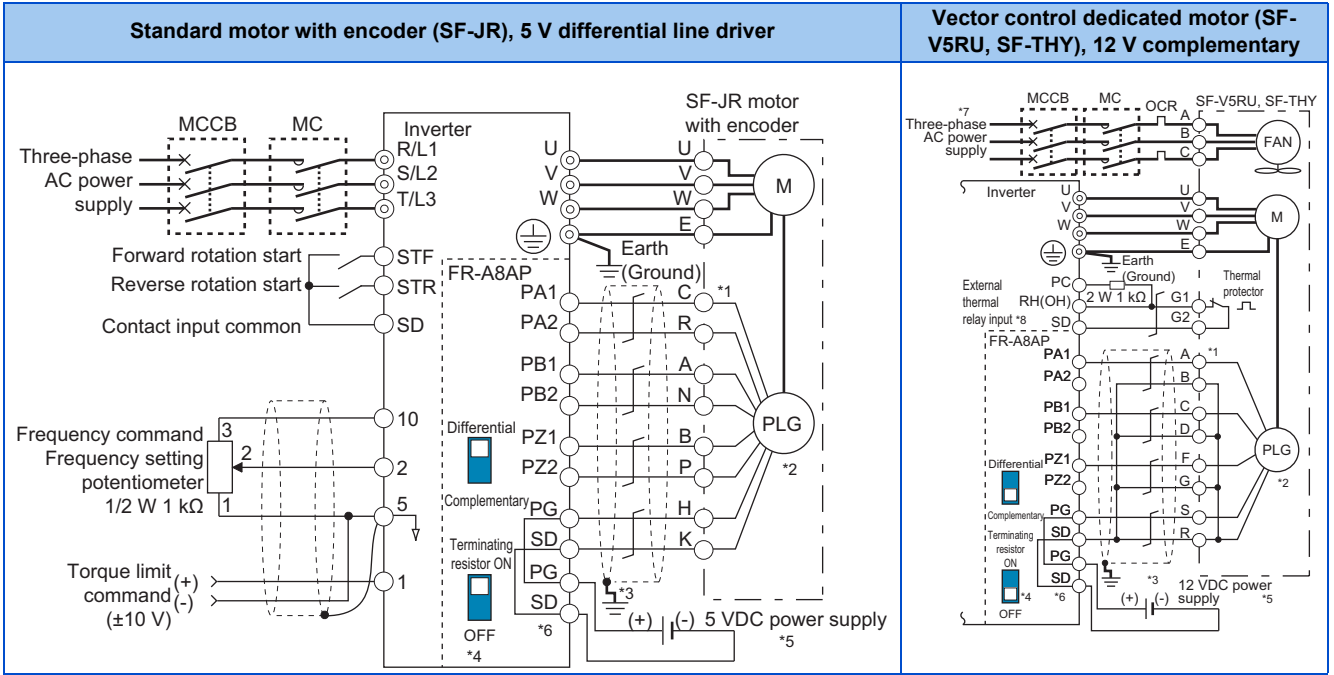 Standard motor with encoder (SF-JR), 5 V differential line driver
Vector control dedicated motor (SF-
V5RU, SF-THY), 12 V complementary
MCCB
MC
Inverter
SF-JR motor
with encoder
Three-phase
AC power
supply
R/L1
S/L2
T/L3
U
V
W
U
V
W
E
M
Earth
(Ground)
Forward rotation start
Reverse rotation start
Contact input common
STF
STR
SD
FR-A8AP
PA1
PA2
PB1
PB2
PZ1
PZ2
PG
SD
PG
SD
C
*1
R
A
N
B
P
H
K
PLG
*2
Differential
Complementary
Terminating
resistor ON
OFF
*4
*3
*6
(+)
(-)
5 VDC power supply
*5
Frequency command
Frequency setting
potentiometer
1/2 W 1 kΩ
3
2
1
10
2
5
1
Torque limit
command
(±10 V)
(+)
(-)
MCCB
MC
OCR
SF-V5RU, SF-THY
*7
Three-phase
AC power
supply
A
B
C
FAN
Inverter
U
V
W
U
V
W
E
M
Earth
(Ground)
External
thermal
relay input *8
PC
RH(OH)
SD
2 W 1 kΩ
G1
G2
Thermal
protector
FR-A8AP
PA1
PA2
PB1
PB2
PZ1
PZ2
PG
SD
PG
SD
A
*1
B
C
D
F
G
S
R
PLG
*2
Differential
Complementary
Terminating
resistor
ON
*4
OFF
*6
*3
(+)
(-)
12 VDC power
supply
*5